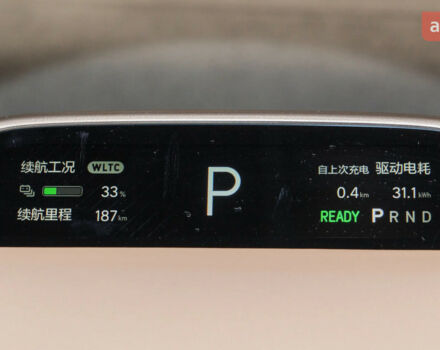 续航工况 WLTC
33%
续航里程 187km
P
自上次充电 驱动电耗
0.4km 31.1kWh
READY P R N D
a